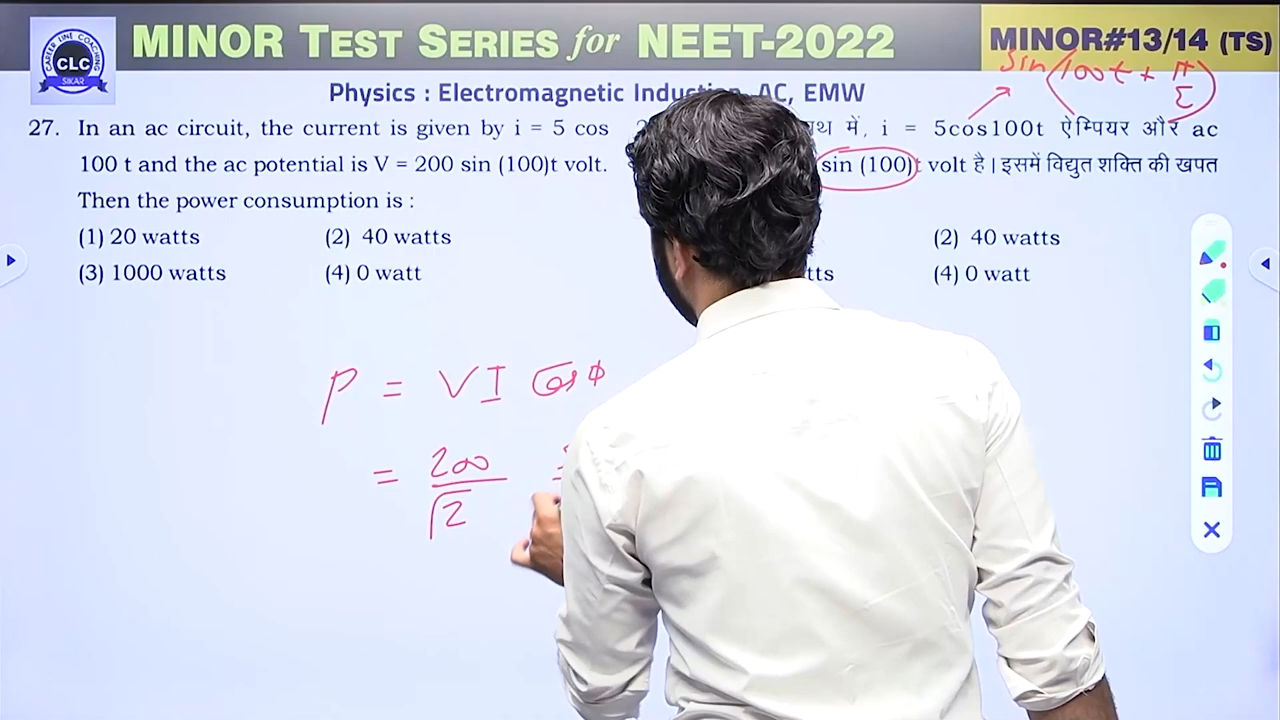 CAREER LINE COACHING
CLC
SIKAR
MINOR TEST SERIES for NEET-2022
MINOR#13/14 (TS)
sin (100t + π/2)
Physics : Electromagnetic Induction, AC, EMW
27. In an ac circuit, the current is given by i = 5 cos
100 t and the ac potential is V = 200 sin (100)t volt.
Then the power consumption is :
(1) 20 watts (2) 40 watts
(3) 1000 watts (4) 0 watt
में, i = 5cos100t ऐम्पियर और ac
sin (100)t volt है। इसमें विद्युत शक्ति की खपत
(2) 40 watts
(4) 0 watt
P = VI cos ϕ
= 200/√2